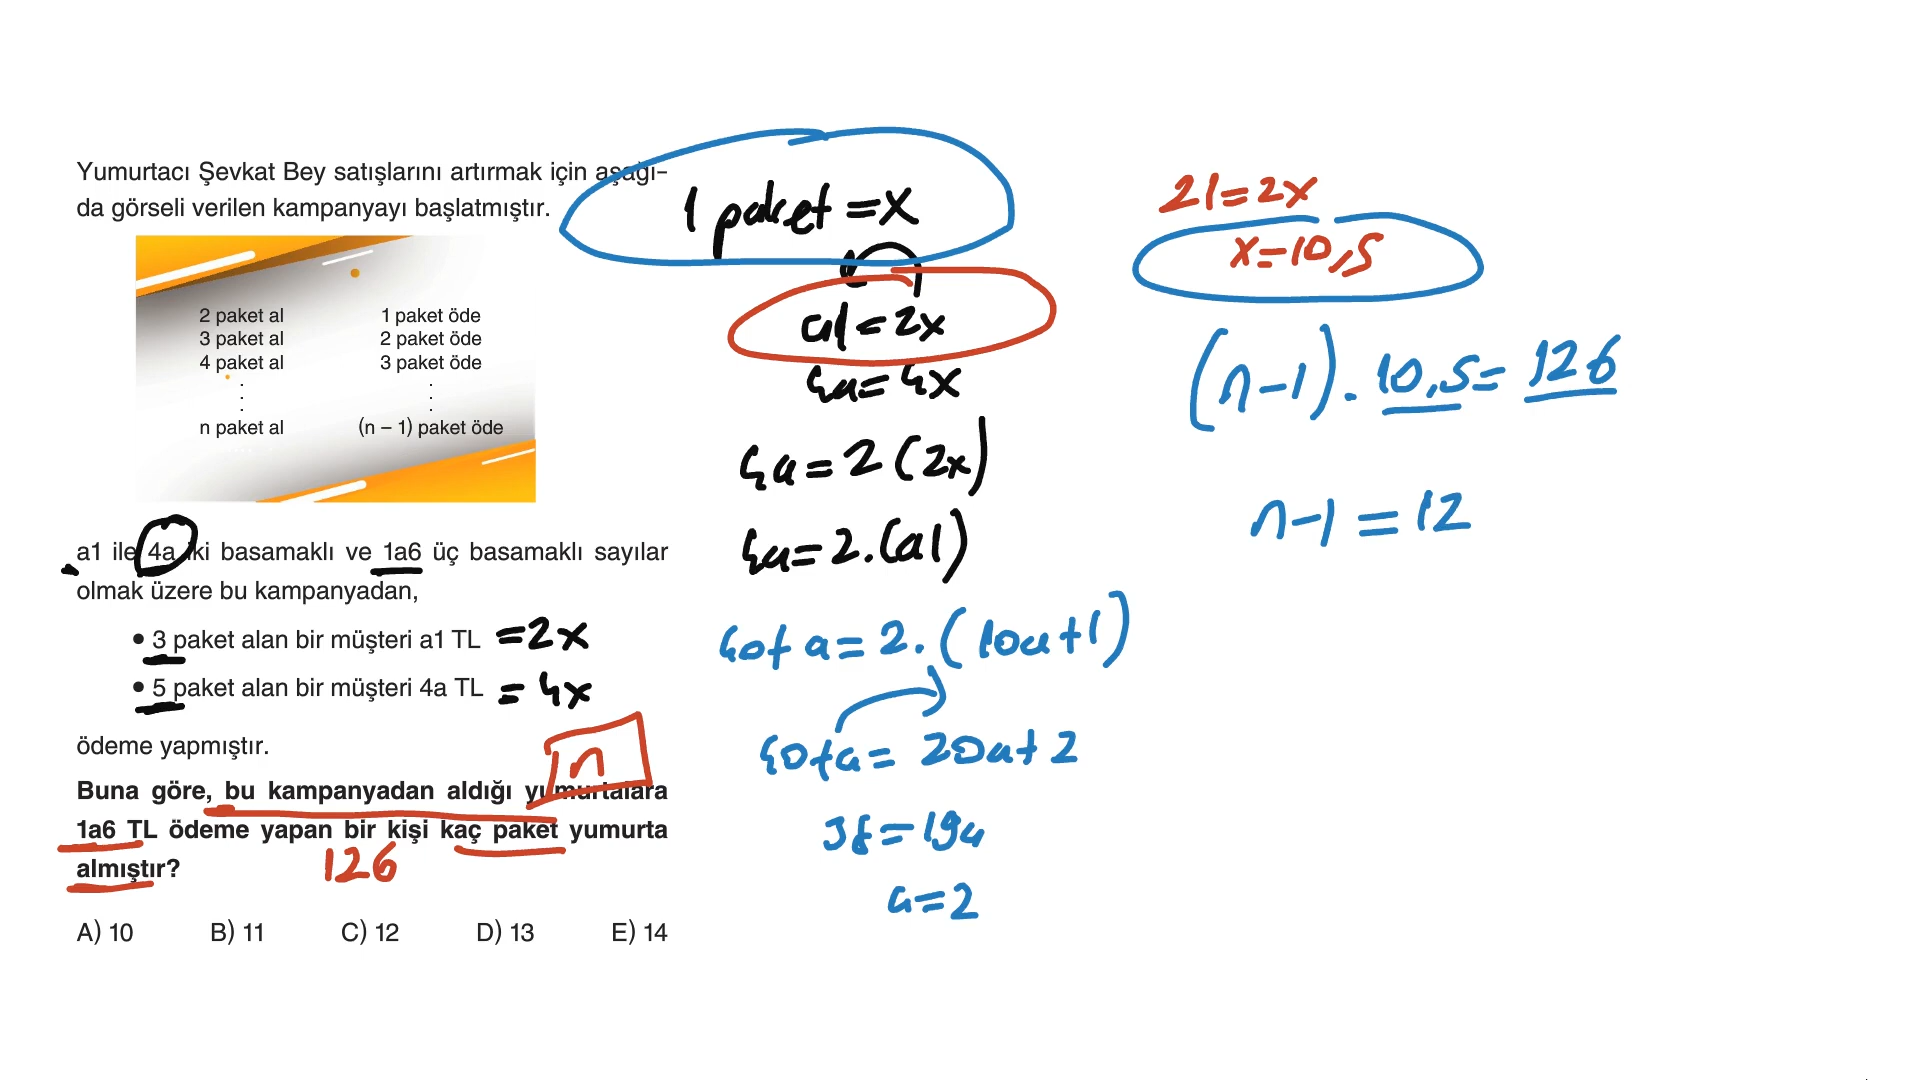 Yumurtacı Şevkat Bey satışlarını artırmak için aşağı-
da görseli verilen kampanyayı başlatmıştır.
2 paket al 1 paket öde
3 paket al 2 paket öde
4 paket al 3 paket öde
n paket al (n – 1) paket öde
a1 ile 4a iki basamaklı ve 1a6 üç basamaklı sayılar
olmak üzere bu kampanyadan,
• 3 paket alan bir müşteri a1 TL =2x
• 5 paket alan bir müşteri 4a TL = 4x
ödeme yapmıştır.
n
Buna göre, bu kampanyadan aldığı yumurtalara
1a6 TL ödeme yapan bir kişi kaç paket yumurta
almıştır?
126
A) 10 B) 11 C) 12 D) 13 E) 14
1 paket =x
a1=2x
4a=4x
4a=2(2x)
4a=2.(a1)
40+a=2.(10a+1)
40+a=20a+2
38=19a
a=2
21=2x
x=10,5
(n-1).10,5=126
n-1=12